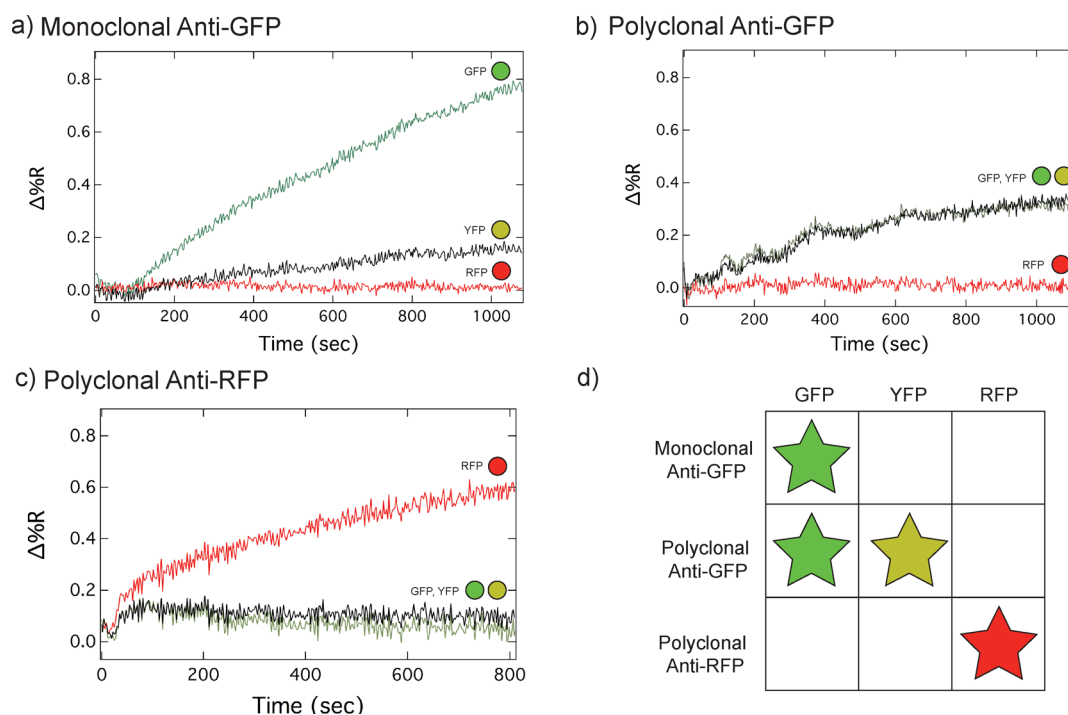 a) Monoclonal Anti-GFP
0.8
0.6
0.4
0.2
0.0
Δ%R
GFP
YFP
RFP
0 200 400 600 800 1000
Time (sec)
b) Polyclonal Anti-GFP
0.8
0.6
0.4
0.2
0.0
Δ%R
GFP, YFP
RFP
0 200 400 600 800 1000
Time (sec)
c) Polyclonal Anti-RFP
0.8
0.6
0.4
0.2
0.0
Δ%R
RFP
GFP, YFP
0 200 400 600 800
Time (sec)
d)
GFP YFP RFP
Monoclonal
Anti-GFP
Polyclonal
Anti-GFP
Polyclonal
Anti-RFP